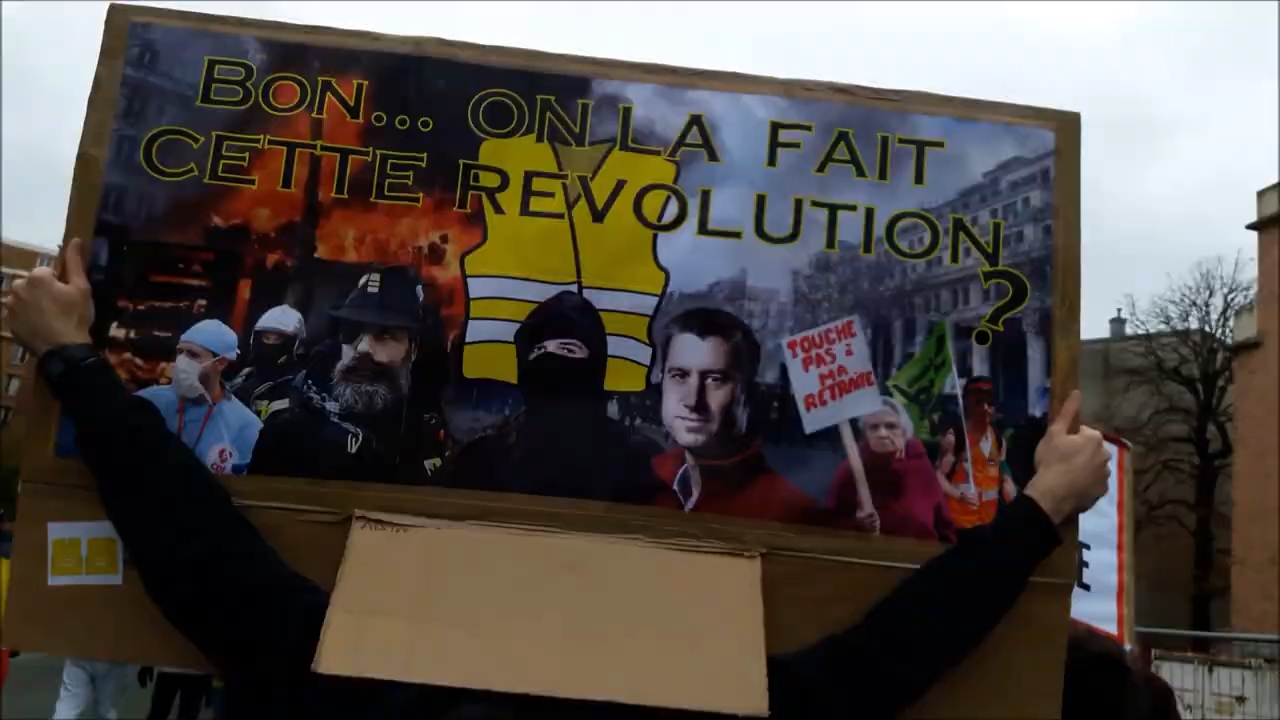 BON... ON LA FAIT
CETTE REVOLUTION
?
TOUCHE
PAS à
MA
RETRAITE
E